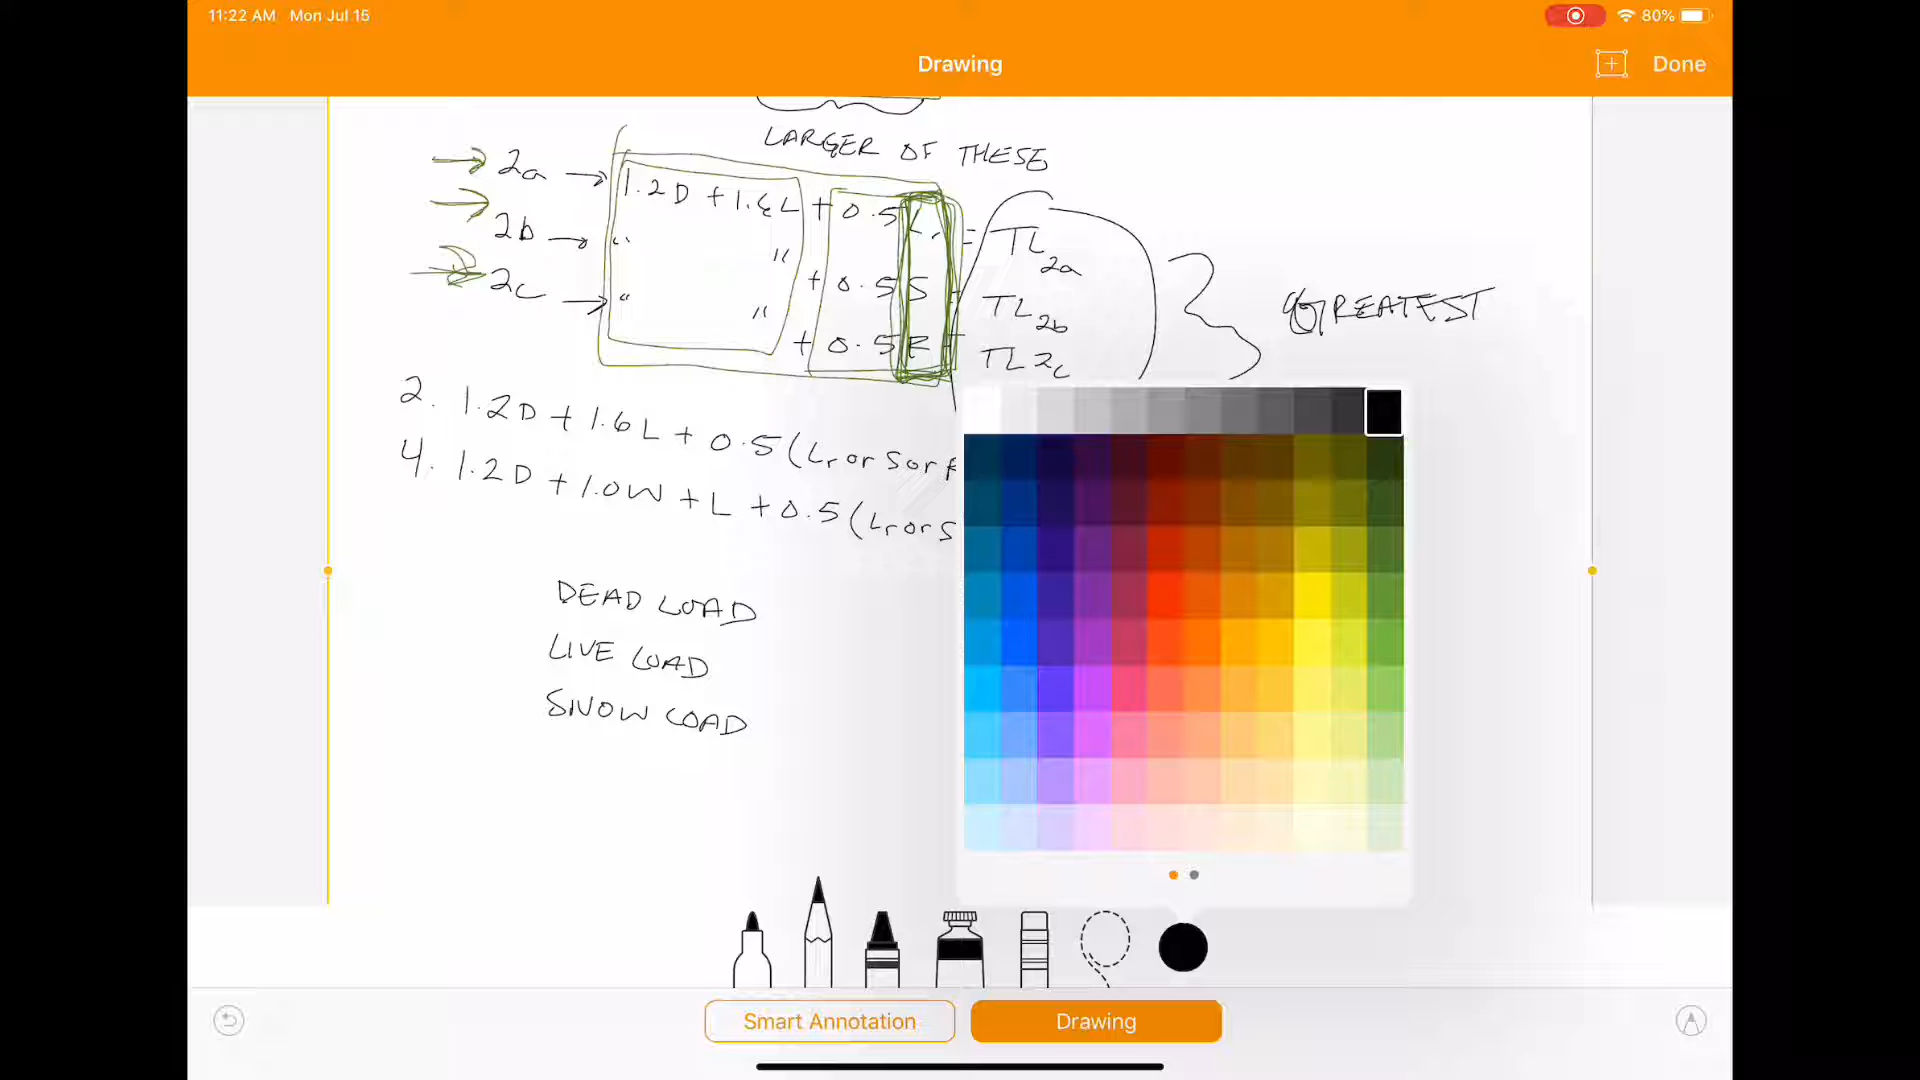 11:22 AM Mon Jul 15
80%
Drawing
Done
LARGER OF THESE
2a → 1.2D + 1.6L + 0.5Lr = TL2a
2b → " " + 0.5S = TL2b
2c → " " + 0.5R = TL2c
GREATEST
2. 1.2D + 1.6L + 0.5(Lr or S or R
4. 1.2D + 1.0W + L + 0.5(Lr or S
DEAD LOAD
LIVE LOAD
SNOW LOAD
Smart Annotation
Drawing